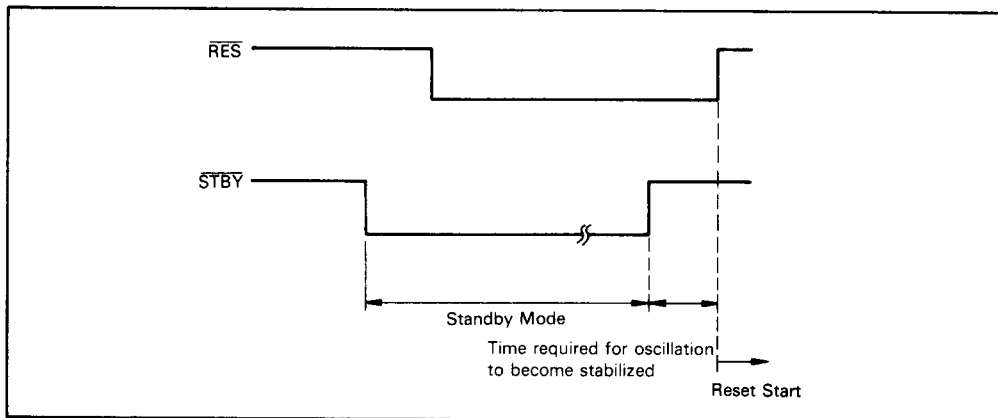 RES
STBY
Standby Mode
Time required for oscillation
to become stabilized
Reset Start